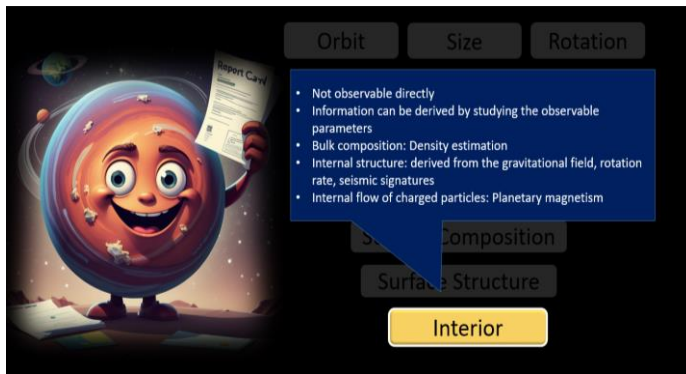 Report Card
Orbit
Size
Rotation
• Not observable directly
• Information can be derived by studying the observable
parameters
• Bulk composition: Density estimation
• Internal structure: derived from the gravitational field, rotation
rate, seismic signatures
• Internal flow of charged particles: Planetary magnetism
Composition
Surface Structure
Interior